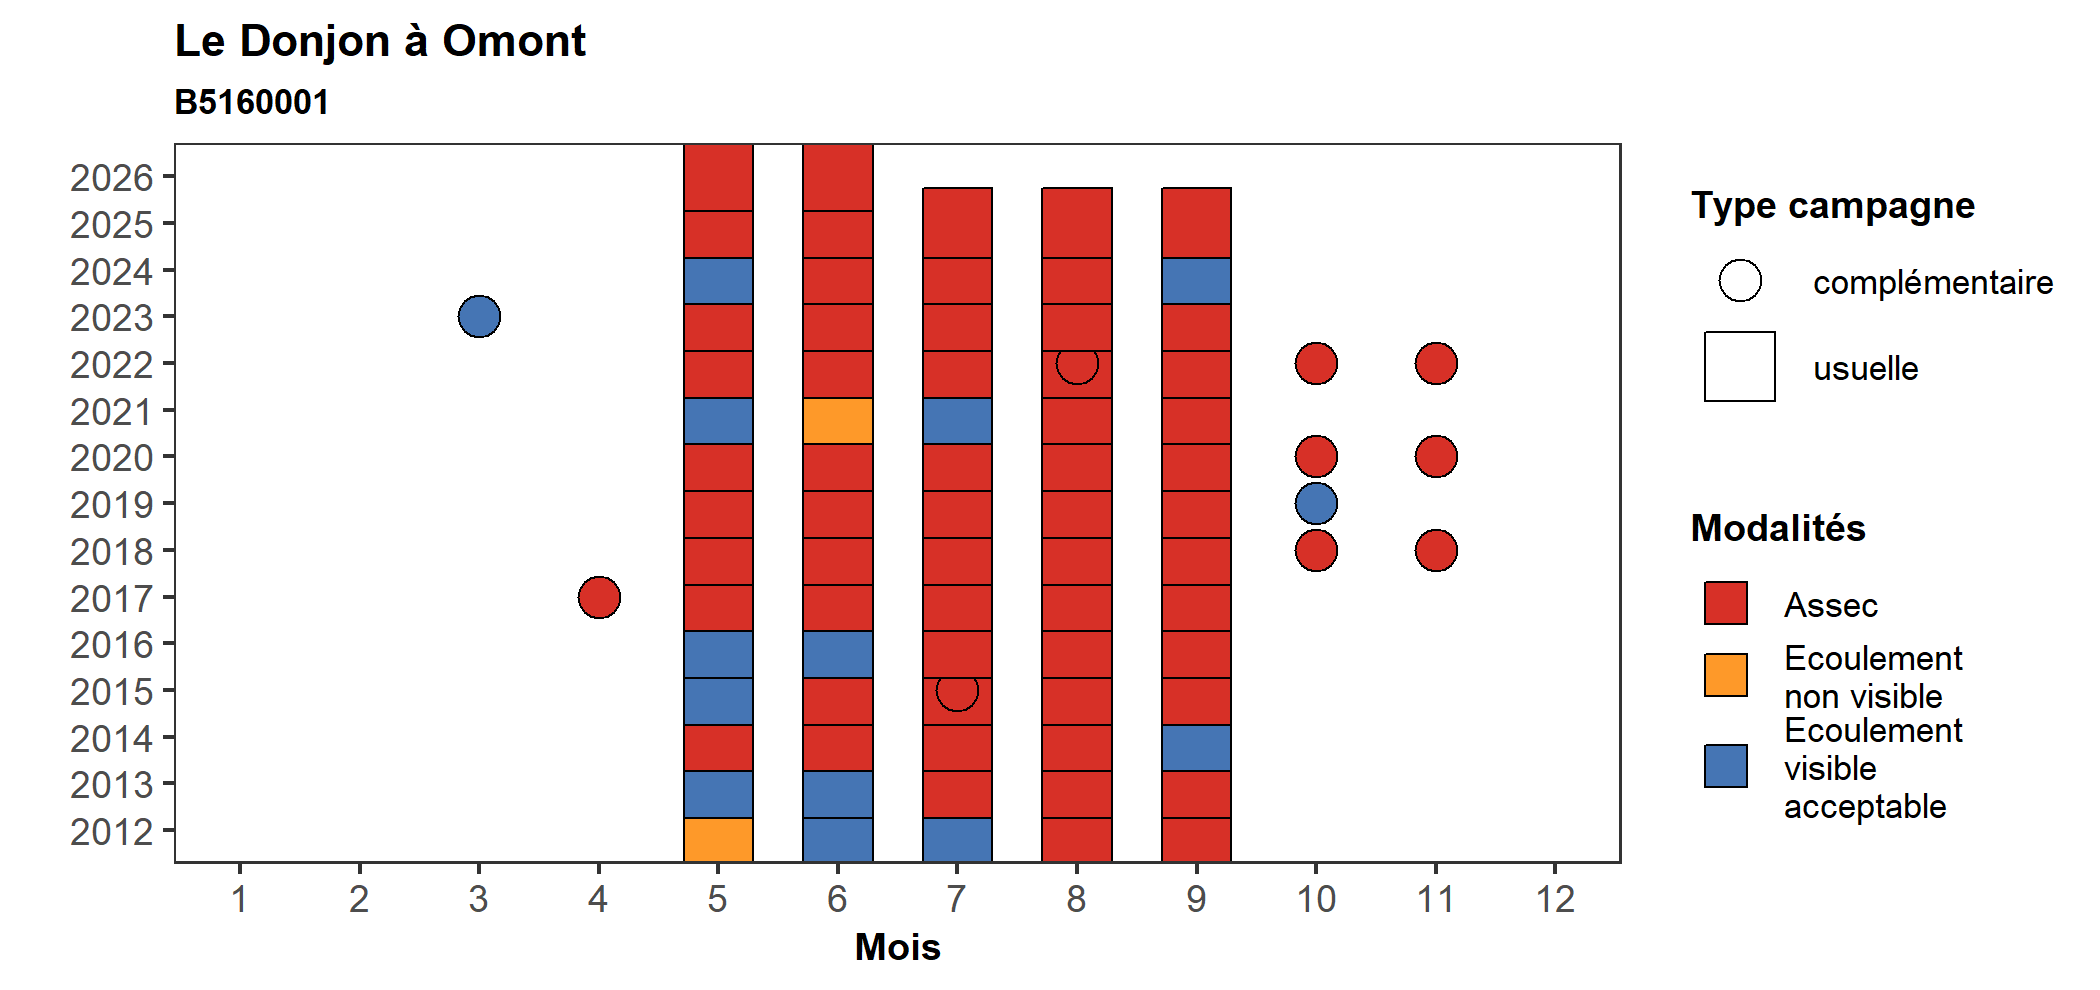 Le Donjon à Omont
B5160001
2026
2025
2024
2023
2022
2021
2020
2019
2018
2017
2016
2015
2014
2013
2012
1 2 3 4 5 6 7 8 9 10 11 12
Mois
Type campagne
complémentaire
usuelle
Modalités
Assec
Ecoulement
non visible
Ecoulement
visible
acceptable